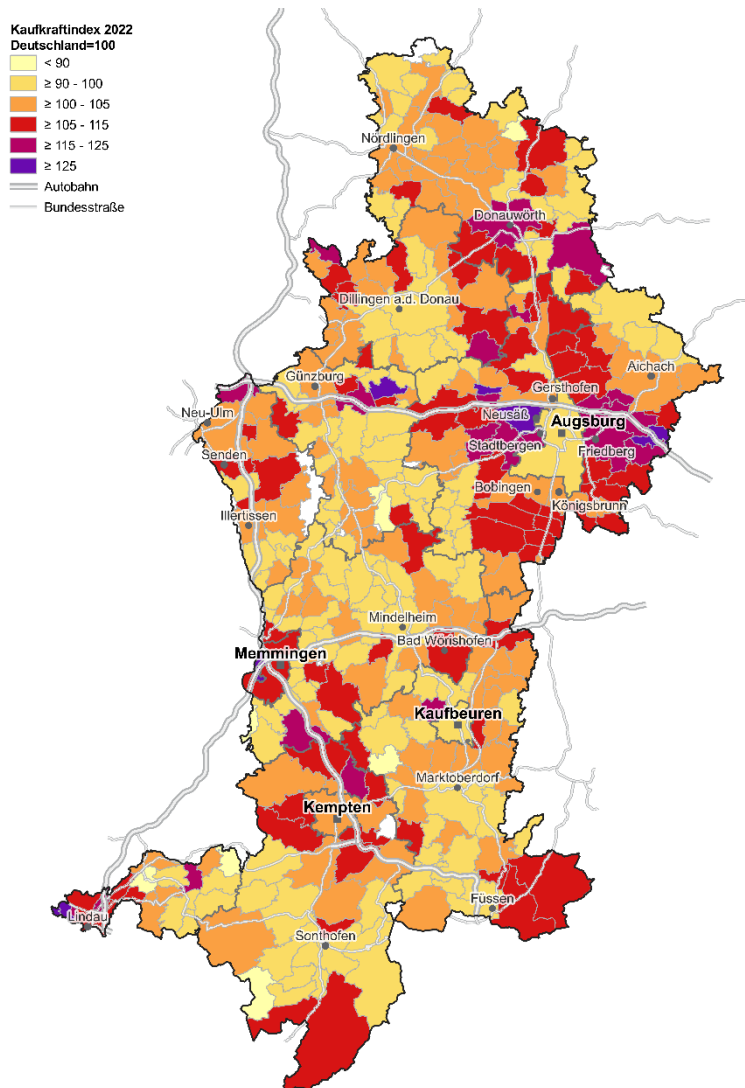 Kaufkraftindex 2022
Deutschland=100
< 90
≥ 90 - 100
≥ 100 - 105
≥ 105 - 115
≥ 115 - 125
≥ 125
Autobahn
Bundesstraße
Nördlingen
Donauwörth
Dillingen a.d. Donau
Aichach
Günzburg
Gersthofen
Neu-Ulm
Neusäß
Augsburg
Stadtbergen
Friedberg
Senden
Bobingen
Königsbrunn
Illertissen
Mindelheim
Bad Wörishofen
Memmingen
Kaufbeuren
Marktoberdorf
Kempten
Füssen
Lindau
Sonthofen